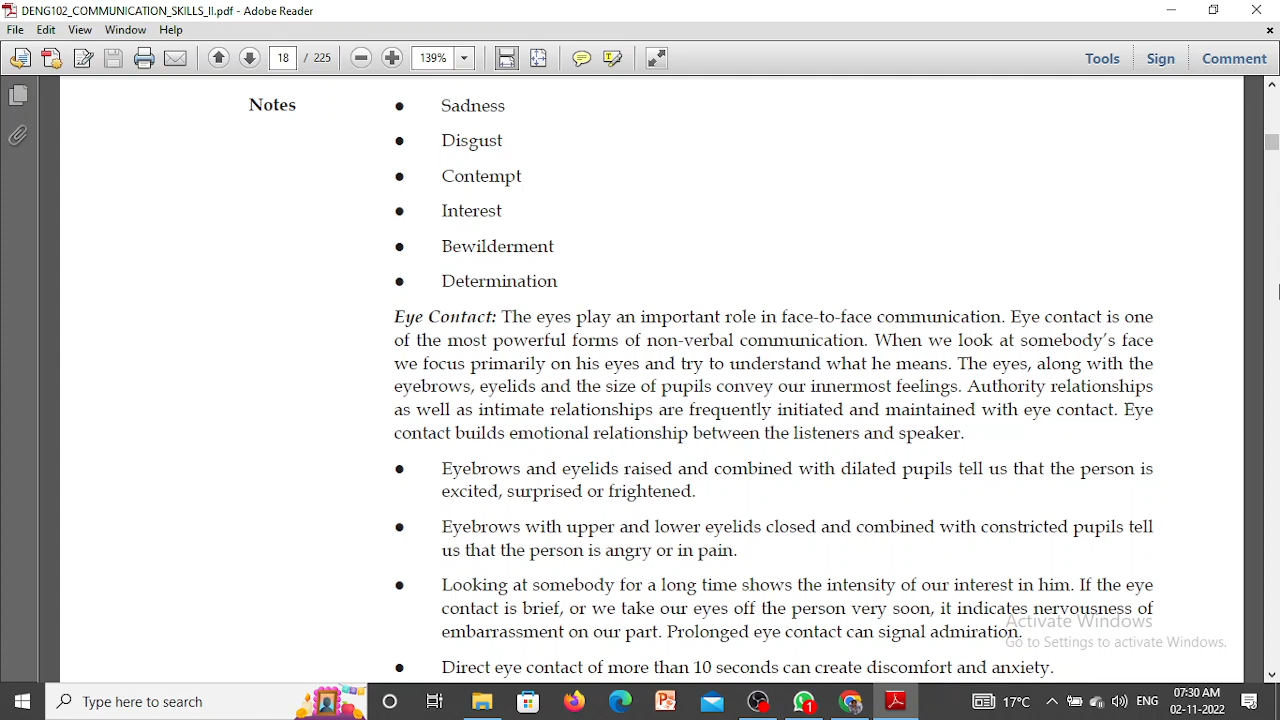 DENG102_COMMUNICATION_SKILLS_II.pdf - Adobe Reader
File Edit View Window Help
18 / 225 139% Tools Sign Comment
Notes
● Sadness
● Disgust
● Contempt
● Interest
● Bewilderment
● Determination
Eye Contact: The eyes play an important role in face-to-face communication. Eye contact is one
of the most powerful forms of non-verbal communication. When we look at somebody's face
we focus primarily on his eyes and try to understand what he means. The eyes, along with the
eyebrows, eyelids and the size of pupils convey our innermost feelings. Authority relationships
as well as intimate relationships are frequently initiated and maintained with eye contact. Eye
contact builds emotional relationship between the listeners and speaker.
● Eyebrows and eyelids raised and combined with dilated pupils tell us that the person is
excited, surprised or frightened.
● Eyebrows with upper and lower eyelids closed and combined with constricted pupils tell
us that the person is angry or in pain.
● Looking at somebody for a long time shows the intensity of our interest in him. If the eye
contact is brief, or we take our eyes off the person very soon, it indicates nervousness of
embarrassment on our part. Prolonged eye contact can signal admiration.
● Direct eye contact of more than 10 seconds can create discomfort and anxiety.
Activate Windows
Go to Settings to activate Windows.
Type here to search
17°C ENG 07:30 AM
02-11-2022